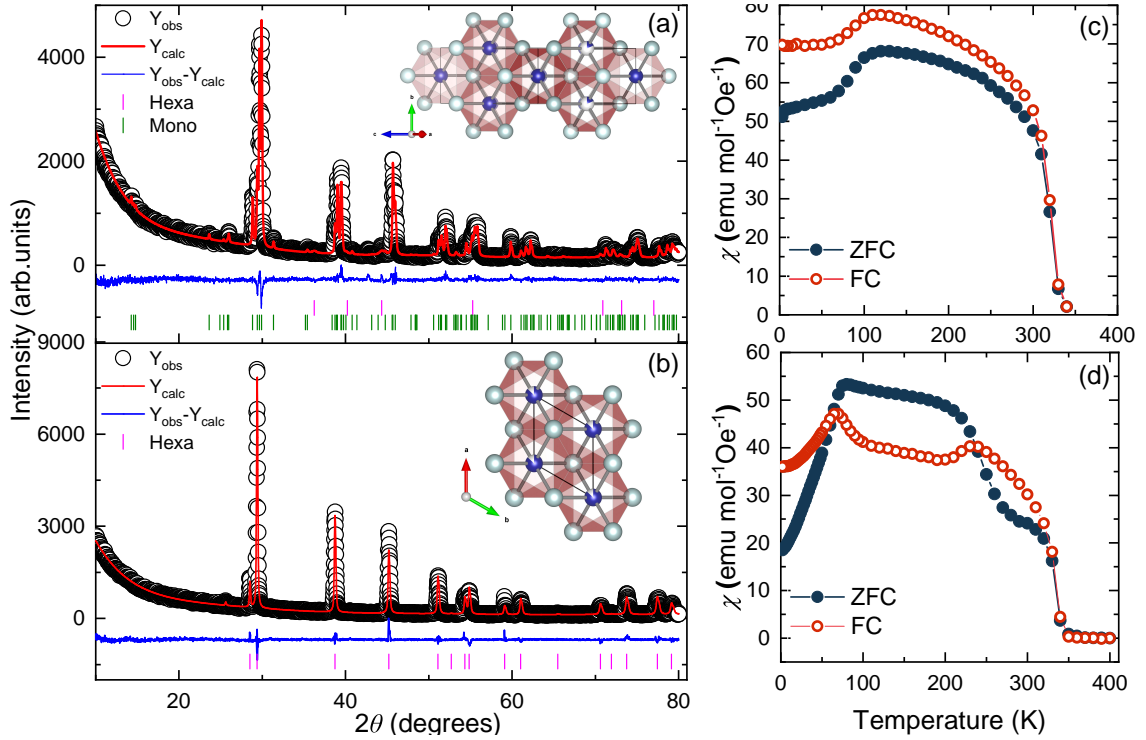 (a)
Y_obs
Y_calc
Y_obs-Y_calc
Hexa
Mono
b
c
a
4000
2000
0
(b)
Y_obs
Y_calc
Y_obs-Y_calc
Hexa
a
b
9000
6000
3000
0
20 40 60 80
2θ (degrees)
Intensity (arb.units)
(c)
80
70
60
50
40
30
20
10
0
ZFC
FC
0 100 200 300 400
χ (emu mol⁻¹Oe⁻¹)
(d)
60
50
40
30
20
10
0
ZFC
FC
0 100 200 300 400
χ (emu mol⁻¹Oe⁻¹)
Temperature (K)